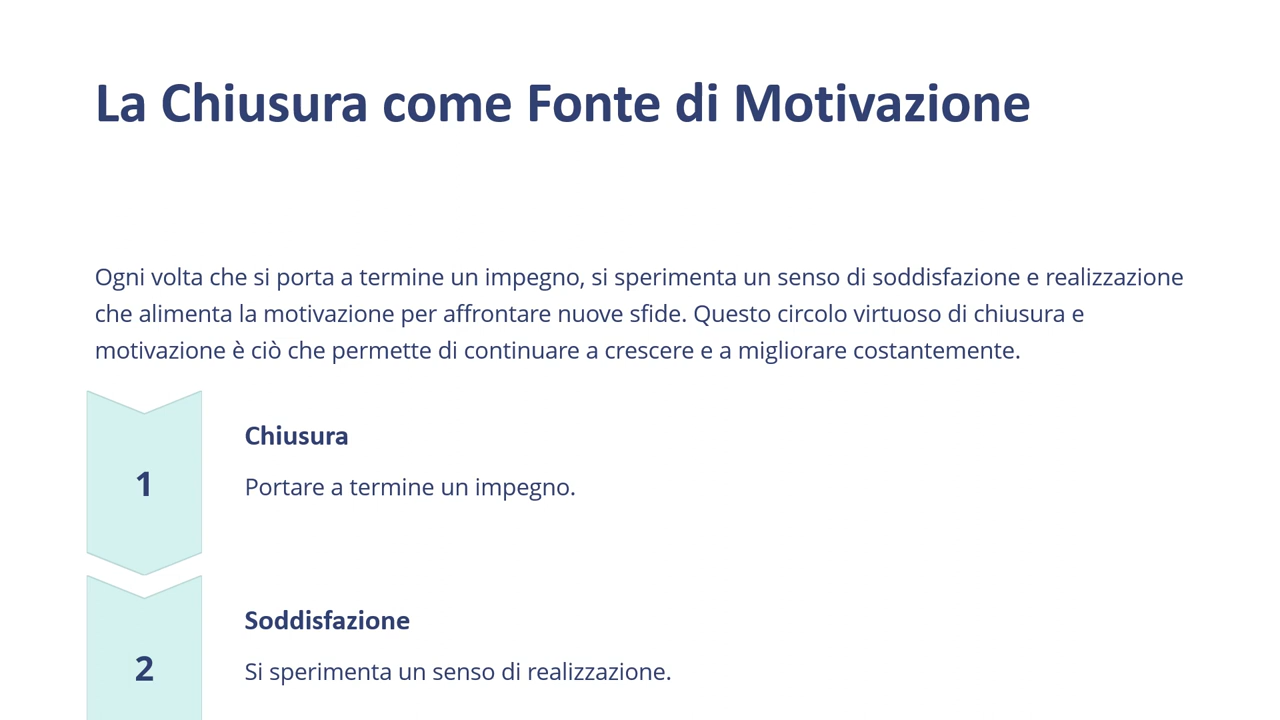 La Chiusura come Fonte di Motivazione
Ogni volta che si porta a termine un impegno, si sperimenta un senso di soddisfazione e realizzazione
che alimenta la motivazione per affrontare nuove sfide. Questo circolo virtuoso di chiusura e
motivazione è ciò che permette di continuare a crescere e a migliorare costantemente.
1
Chiusura
Portare a termine un impegno.
2
Soddisfazione
Si sperimenta un senso di realizzazione.